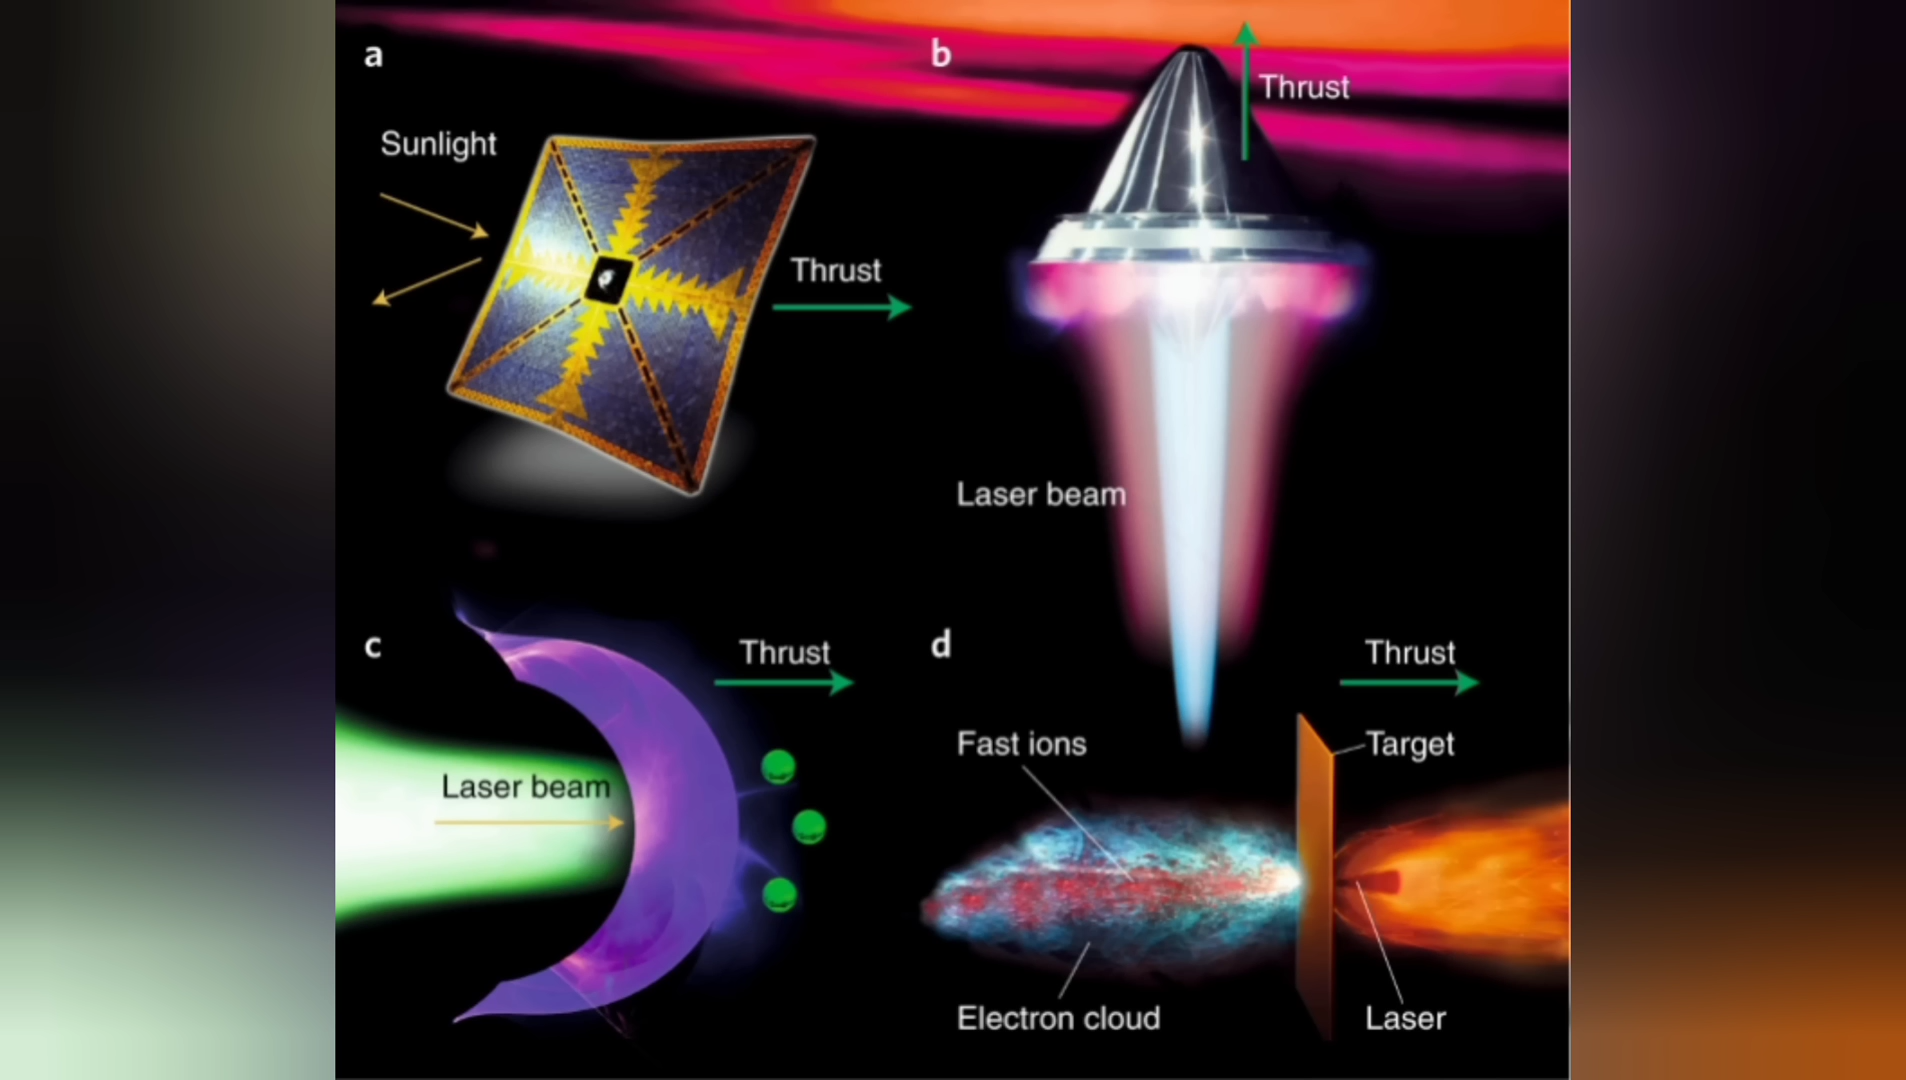 a
Sunlight
Thrust
b
Thrust
Laser beam
c
Thrust
Laser beam
d
Thrust
Fast ions
Target
Electron cloud
Laser